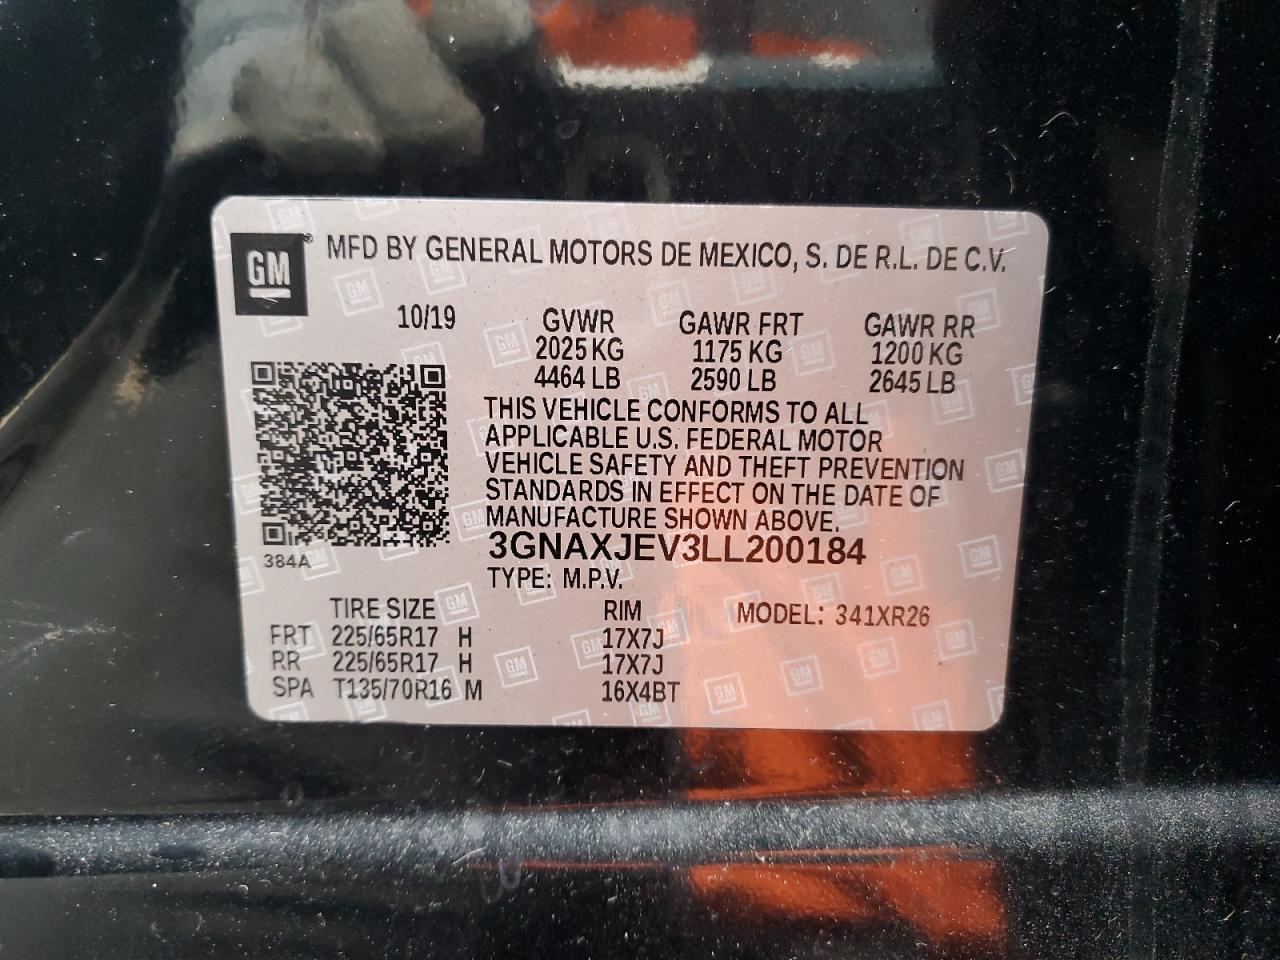 GM ® MFD BY GENERAL MOTORS DE MEXICO, S. DE R.L. DE C.V.
10/19 GVWR GAWR FRT GAWR RR
2025 KG 1175 KG 1200 KG
4464 LB 2590 LB 2645 LB
THIS VEHICLE CONFORMS TO ALL
APPLICABLE U.S. FEDERAL MOTOR
VEHICLE SAFETY AND THEFT PREVENTION
STANDARDS IN EFFECT ON THE DATE OF
MANUFACTURE SHOWN ABOVE.
3GNAXJEV3LL200184
384A
TYPE: M.P.V.
TIRE SIZE RIM MODEL: 341XR26
FRT 225/65R17 H 17X7J
RR 225/65R17 H 17X7J
SPA T135/70R16 M 16X4BT